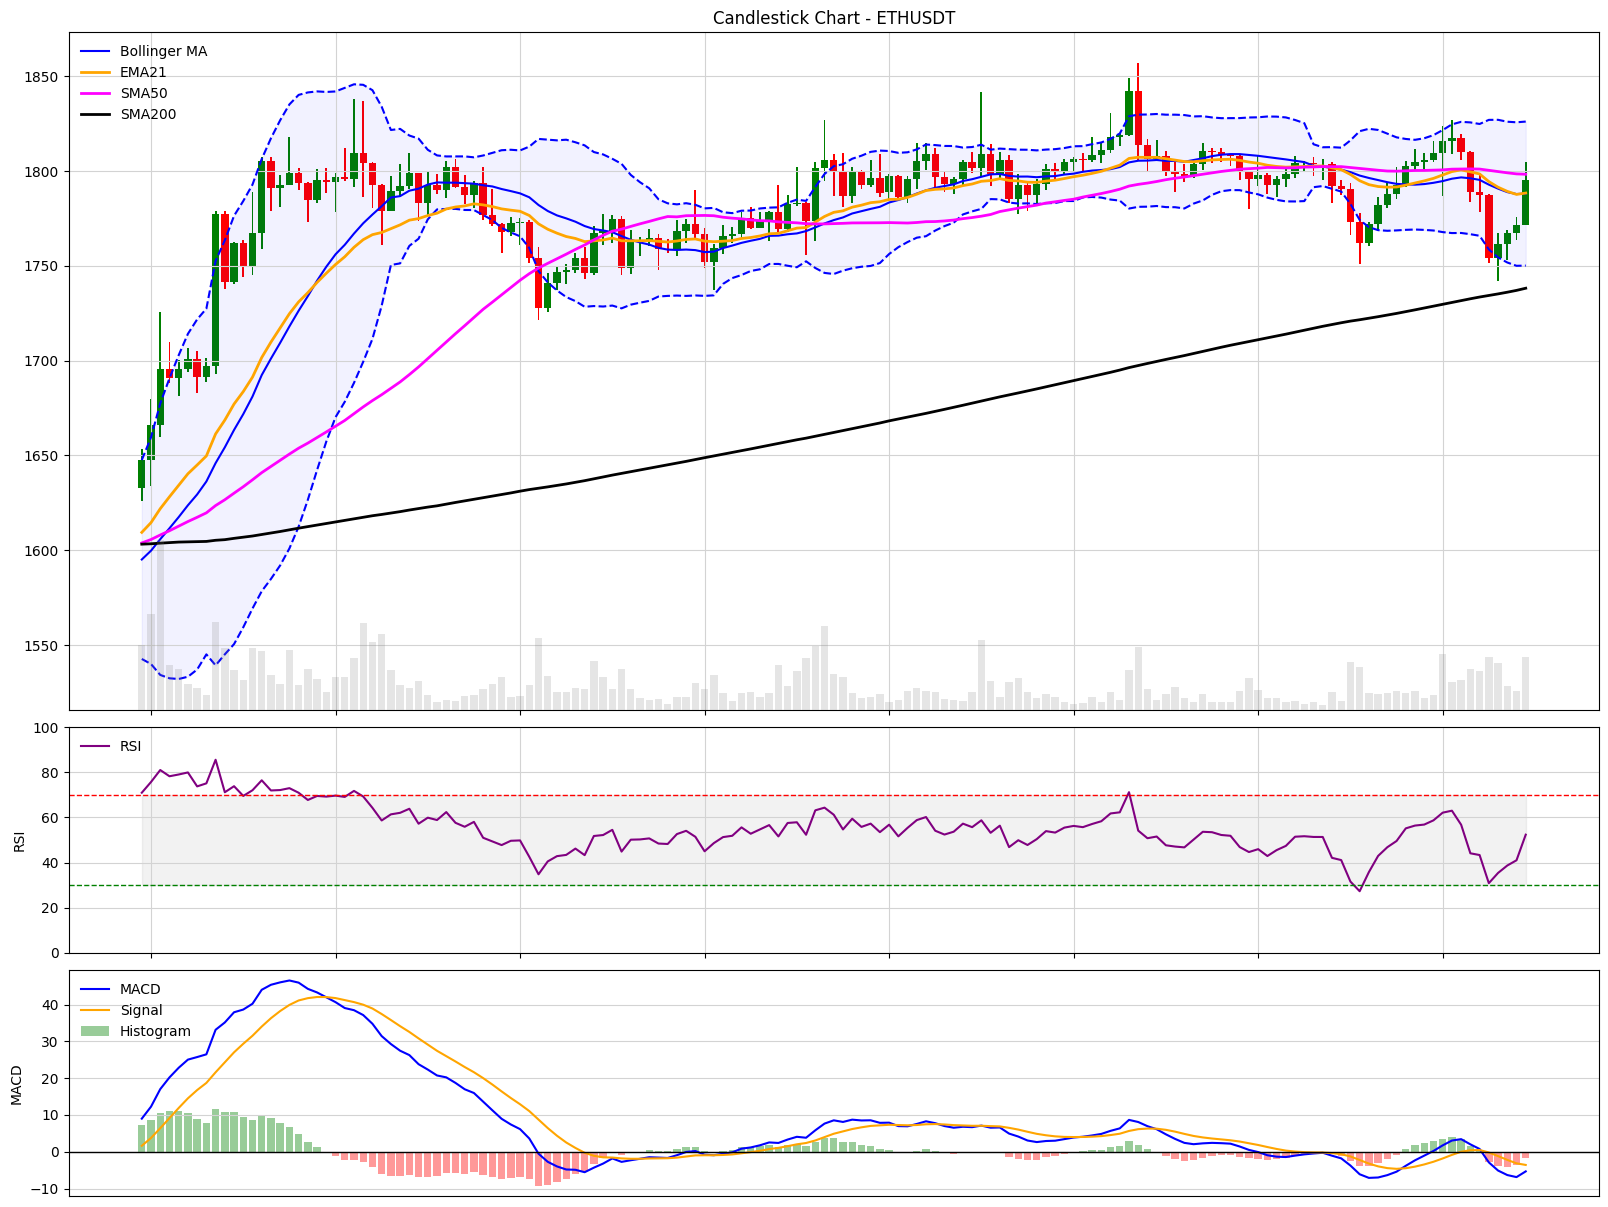 Candlestick Chart - ETHUSDT
Bollinger MA
EMA21
SMA50
SMA200
1850
1800
1750
1700
1650
1600
1550
RSI
RSI
100
80
60
40
20
0
MACD
Signal
Histogram
MACD
40
30
20
10
0
−10